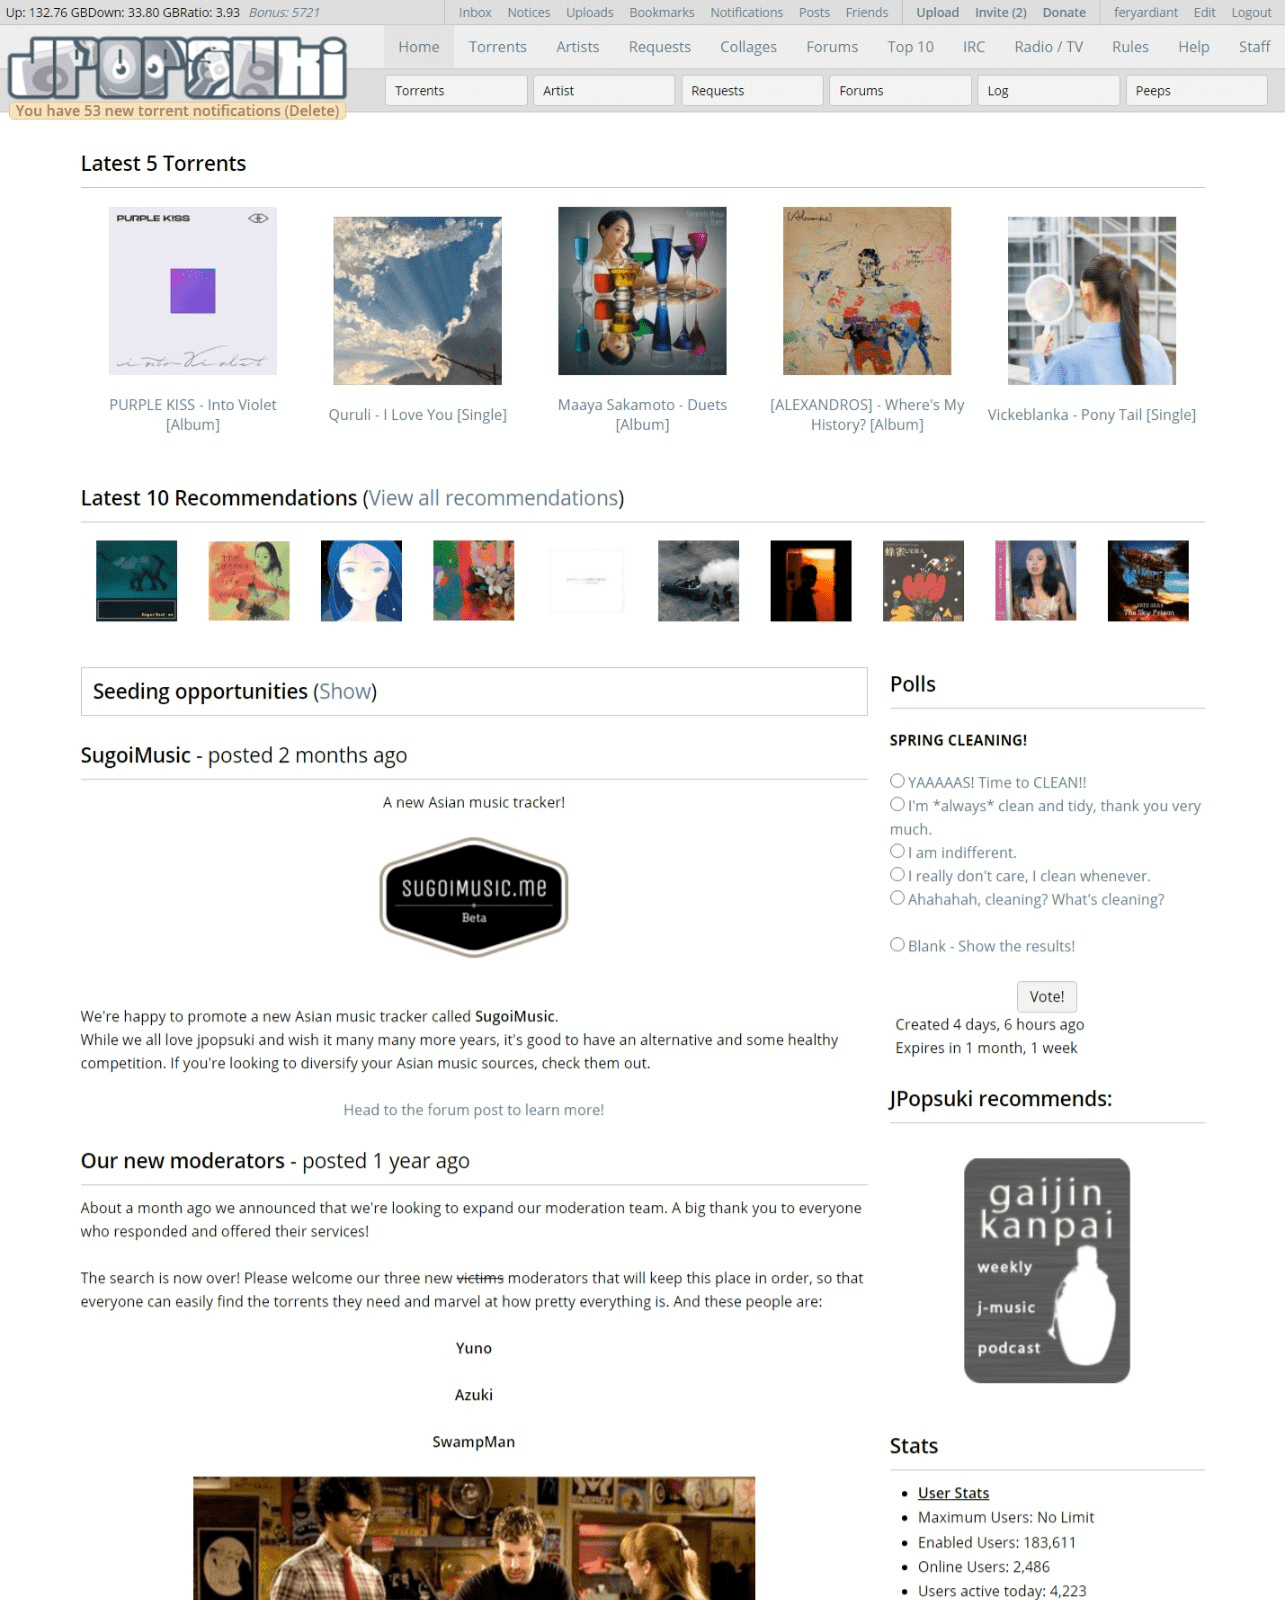 Up: 132.76 GBDown: 33.80 GBRatio: 3.93 Bonus: 5721 Inbox Notices Uploads Bookmarks Notifications Posts Friends Upload Invite (2) Donate feryardiant Edit Logout
jpopsuki
Home Torrents Artists Requests Collages Forums Top 10 IRC Radio / TV Rules Help Staff
Torrents Artist Requests Forums Log Peeps
You have 53 new torrent notifications (Delete)
Latest 5 Torrents
PURPLE KISS
into Violet
[Alexandros]
where's My History?
PURPLE KISS - Into Violet [Album]
Quruli - I Love You [Single]
Maaya Sakamoto - Duets [Album]
[ALEXANDROS] - Where's My History? [Album]
Vickeblanka - Pony Tail [Single]
Latest 10 Recommendations (View all recommendations)
蜂雀
The Sky Prison
Seeding opportunities (Show)
SugoiMusic - posted 2 months ago
A new Asian music tracker!
SUGOIMUSIC.me
Beta
We're happy to promote a new Asian music tracker called SugoiMusic.
While we all love jpopsuki and wish it many many more years, it's good to have an alternative and some healthy
competition. If you're looking to diversify your Asian music sources, check them out.
Head to the forum post to learn more!
Our new moderators - posted 1 year ago
About a month ago we announced that we're looking to expand our moderation team. A big thank you to everyone
who responded and offered their services!
The search is now over! Please welcome our three new victims moderators that will keep this place in order, so that
everyone can easily find the torrents they need and marvel at how pretty everything is. And these people are:
Yuno
Azuki
SwampMan
Polls
SPRING CLEANING!
YAAAAAS! Time to CLEAN!!
I'm *always* clean and tidy, thank you very
much.
I am indifferent.
I really don't care, I clean whenever.
Ahahahah, cleaning? What's cleaning?
Blank - Show the results!
Vote!
Created 4 days, 6 hours ago
Expires in 1 month, 1 week
JPopsuki recommends:
gaijin
kanpai
weekly
j-music
podcast
Stats
User Stats
Maximum Users: No Limit
Enabled Users: 183,611
Online Users: 2,486
Users active today: 4,223